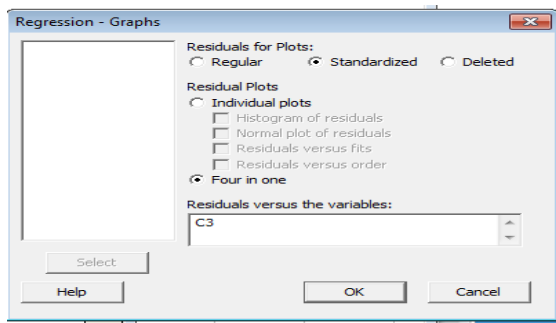 Regression - Graphs
Residuals for Plots:
Regular Standardized Deleted
Residual Plots
Individual plots
Histogram of residuals
Normal plot of residuals
Residuals versus fits
Residuals versus order
Four in one
Residuals versus the variables:
C3
Select
Help OK Cancel